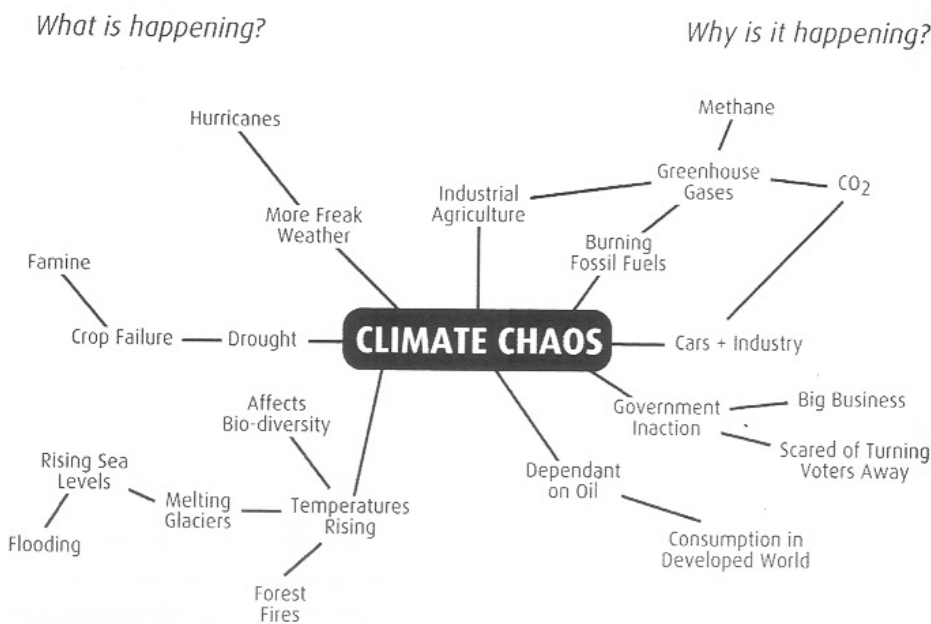 What is happening?
Why is it happening?
Hurricanes
Methane
Greenhouse
Gases
CO2
Industrial
Agriculture
More Freak
Weather
Burning
Fossil Fuels
Famine
Crop Failure
Drought
CLIMATE CHAOS
Cars + Industry
Affects
Bio-diversity
Government
Inaction
Big Business
Scared of Turning
Voters Away
Rising Sea
Levels
Melting
Glaciers
Temperatures
Rising
Dependant
on Oil
Flooding
Consumption in
Developed World
Forest
Fires